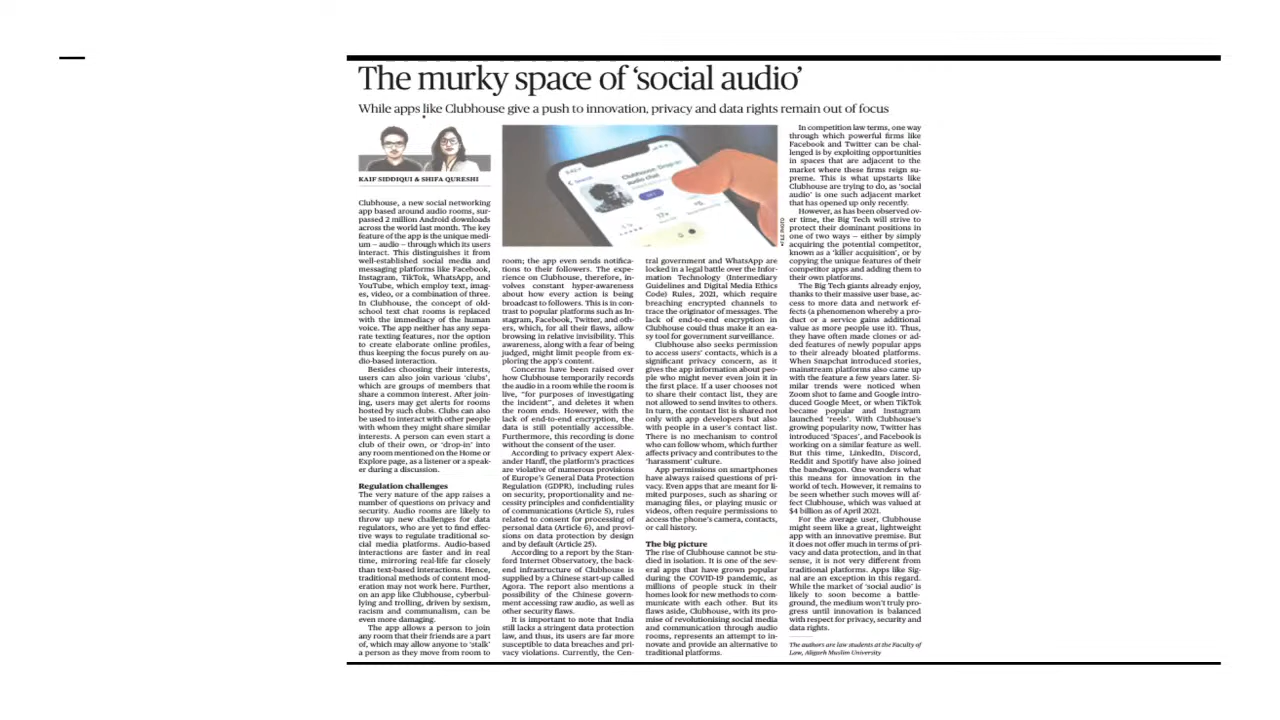 The murky space of ‘social audio’
While apps like Clubhouse give a push to innovation, privacy and data rights remain out of focus
KAIF SIDDIQUI & SHIFA QURESHI
Clubhouse, a new social networking
app based around audio rooms, sur-
passed 2 million Android downloads
across the world last month. The key
feature of the app is the unique medi-
um – audio – through which its users
interact. This distinguishes it from
well-established social media and
messaging platforms like Facebook,
Instagram, TikTok, WhatsApp, and
YouTube, which employ text, imag-
es, video, or a combination of three.
In Clubhouse, the concept of old-
school text chat rooms is replaced
with the immediacy of the human
voice. The app neither has any sepa-
rate texting features, nor the option
to create elaborate online profiles,
thus keeping the focus purely on au-
dio-based interaction.
Besides choosing their interests,
users can also join various ‘clubs’,
which are groups of members that
share a common interest. After join-
ing, users may get alerts for rooms
hosted by such clubs. Clubs can also
be used to interact with other people
with whom they might share similar
interests. A person can even start a
club of their own, or ‘drop-in’ into
any room mentioned on the Home or
Explore page, as a listener or a speak-
er during a discussion.
Regulation challenges
The very nature of the app raises a
number of questions on privacy and
security. Audio rooms are likely to
throw up new challenges for data
regulators, who are yet to find effec-
tive ways to regulate traditional so-
cial media platforms. Audio-based
interactions are faster and in real
time, mirroring real-life far closely
than text-based interactions. Hence,
traditional methods of content mod-
eration may not work here. Further,
on an app like Clubhouse, cyberbul-
lying and trolling, driven by sexism,
racism and communalism, can be
even more damaging.
The app allows a person to join
any room that their friends are a part
of, which may allow anyone to ‘stalk’
a person as they move from room to
Clubhouse: Drop-in
audio chat
17+
FILE PHOTO
room; the app even sends notifica-
tions to their followers. The expe-
rience on Clubhouse, therefore, in-
volves constant hyper-awareness
about how every action is being
broadcast to followers. This is in con-
trast to popular platforms such as In-
stagram, Facebook, Twitter, and oth-
ers, which, for all their flaws, allow
browsing in relative invisibility. This
awareness, along with a fear of being
judged, might limit people from ex-
ploring the app’s content.
Concerns have been raised over
how Clubhouse temporarily records
the audio in a room while the room is
live, “for purposes of investigating
the incident”, and deletes it when
the room ends. However, with the
lack of end-to-end encryption, the
data is still potentially accessible.
Furthermore, this recording is done
without the consent of the user.
According to privacy expert Alex-
ander Hanff, the platform’s practices
are violative of numerous provisions
of Europe’s General Data Protection
Regulation (GDPR), including rules
on security, proportionality and ne-
cessity principles and confidentiality
of communications (Article 5), rules
related to consent for processing of
personal data (Article 6), and provi-
sions on data protection by design
and by default (Article 25).
According to a report by the Stan-
ford Internet Observatory, the back-
end infrastructure of Clubhouse is
supplied by a Chinese start-up called
Agora. The report also mentions a
possibility of the Chinese govern-
ment accessing raw audio, as well as
other security flaws.
It is important to note that India
still lacks a stringent data protection
law, and thus, its users are far more
susceptible to data breaches and pri-
vacy violations. Currently, the Cen-
tral government and WhatsApp are
locked in a legal battle over the Infor-
mation Technology (Intermediary
Guidelines and Digital Media Ethics
Code) Rules, 2021, which require
breaching encrypted channels to
trace the originator of messages. The
lack of end-to-end encryption in
Clubhouse could thus make it an ea-
sy tool for government surveillance.
Clubhouse also seeks permission
to access users’ contacts, which is a
significant privacy concern, as it
gives the app information about peo-
ple who might never even join it in
the first place. If a user chooses not
to share their contact list, they are
not allowed to send invites to others.
In turn, the contact list is shared not
only with app developers but also
with people in a user’s contact list.
There is no mechanism to control
who can follow whom, which further
affects privacy and contributes to the
‘harassment’ culture.
App permissions on smartphones
have always raised questions of pri-
vacy. Even apps that are meant for li-
mited purposes, such as sharing or
managing files, or playing music or
videos, often require permissions to
access the phone’s camera, contacts,
or call history.
The big picture
The rise of Clubhouse cannot be stu-
died in isolation. It is one of the sev-
eral apps that have grown popular
during the COVID-19 pandemic, as
millions of people stuck in their
homes look for new methods to com-
municate with each other. But its
flaws aside, Clubhouse, with its pro-
mise of revolutionising social media
and communication through audio
rooms, represents an attempt to in-
novate and provide an alternative to
traditional platforms.
In competition law terms, one way
through which powerful firms like
Facebook and Twitter can be chal-
lenged is by exploiting opportunities
in spaces that are adjacent to the
market where these firms reign su-
preme. This is what upstarts like
Clubhouse are trying to do, as ‘social
audio’ is one such adjacent market
that has opened up only recently.
However, as has been observed ov-
er time, the Big Tech will strive to
protect their dominant positions in
one of two ways – either by simply
acquiring the potential competitor,
known as a ‘killer acquisition’, or by
copying the unique features of their
competitor apps and adding them to
their own platforms.
The Big Tech giants already enjoy,
thanks to their massive user base, ac-
cess to more data and network ef-
fects (a phenomenon whereby a pro-
duct or a service gains additional
value as more people use it). Thus,
they have often made clones or ad-
ded features of newly popular apps
to their already bloated platforms.
When Snapchat introduced stories,
mainstream platforms also came up
with the feature a few years later. Si-
milar trends were noticed when
Zoom shot to fame and Google intro-
duced Google Meet, or when TikTok
became popular and Instagram
launched ‘reels’. With Clubhouse’s
growing popularity now, Twitter has
introduced ‘Spaces’, and Facebook is
working on a similar feature as well.
But this time, LinkedIn, Discord,
Reddit and Spotify have also joined
the bandwagon. One wonders what
this means for innovation in the
world of tech. However, it remains to
be seen whether such moves will af-
fect Clubhouse, which was valued at
$4 billion as of April 2021.
For the average user, Clubhouse
might seem like a great, lightweight
app with an innovative premise. But
it does not offer much in terms of pri-
vacy and data protection, and in that
sense, it is not very different from
traditional platforms. Apps like Sig-
nal are an exception in this regard.
While the market of ‘social audio’ is
likely to soon become a battle-
ground, the medium won’t truly pro-
gress until innovation is balanced
with respect for privacy, security and
data rights.
The authors are law students at the Faculty of
Law, Aligarh Muslim University